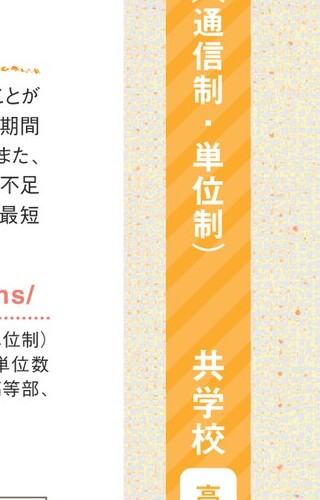 通信制・単位制）　共学校
高
ことが
期間
また、
不足
最短
ns/
位制）
単位数
高等部、